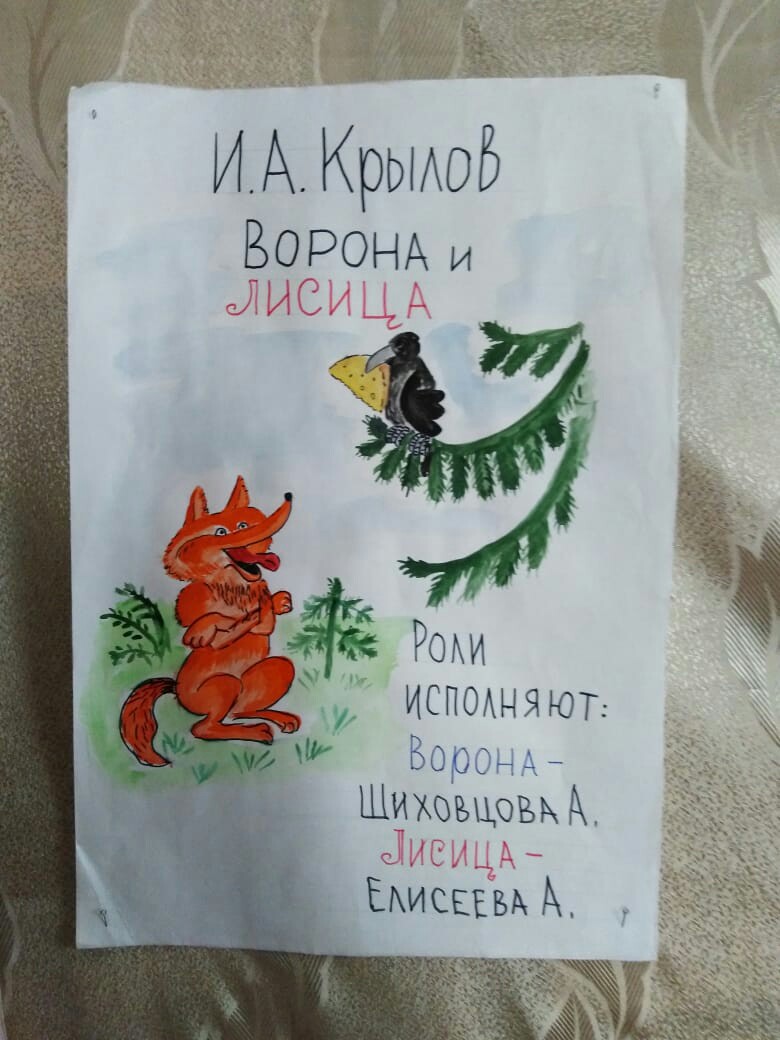 И.А. Крылов
ВОРОНА и
ЛИСИЦА
Роли
исполняют:
Ворона-
Шиховцова А.
Лисица-
Елисеева А.